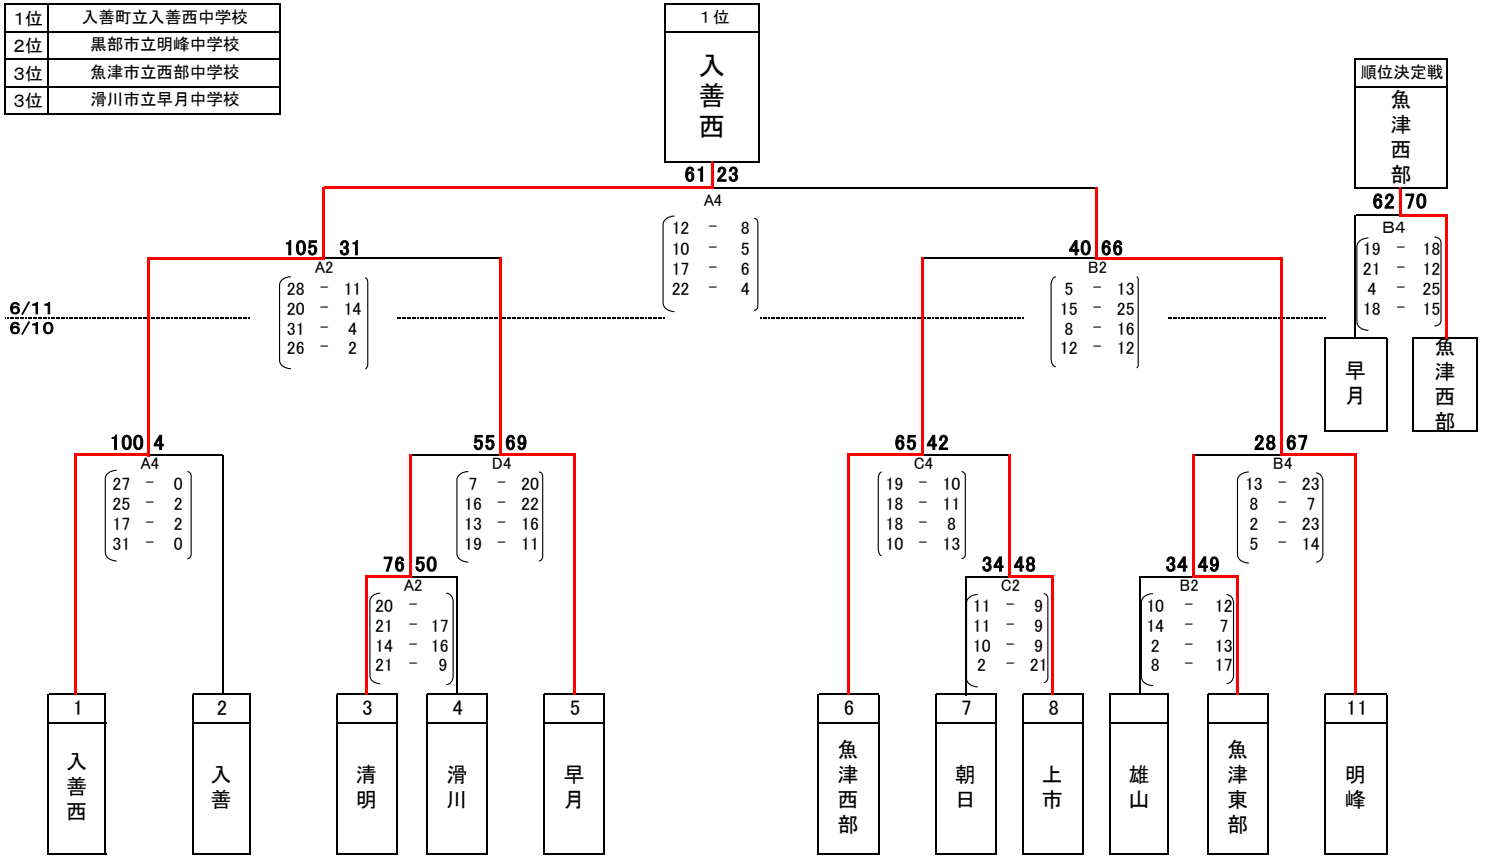 1位 入善町立入善西中学校
2位 黒部市立明峰中学校
3位 魚津市立西部中学校
3位 滑川市立早月中学校
1位
入善西
順位決定戦
魚津西部
61 23
A4
12 - 8
10 - 5
17 - 6
22 - 4
62 70
B4
19 - 18
21 - 12
4 - 25
18 - 15
早月
魚津西部
105 31
A2
28 - 11
20 - 14
31 - 4
26 - 2
40 66
B2
5 - 13
15 - 25
8 - 16
12 - 12
6/11
6/10
100 4
A4
27 - 0
25 - 2
17 - 2
31 - 0
55 69
D4
7 - 20
16 - 22
13 - 16
19 - 11
65 42
C4
19 - 10
18 - 11
18 - 8
10 - 13
28 67
B4
13 - 23
8 - 7
2 - 23
5 - 14
76 50
A2
20 -
21 - 17
14 - 16
21 - 9
34 48
C2
11 - 9
11 - 9
10 - 9
2 - 21
34 49
B2
10 - 12
14 - 7
2 - 13
8 - 17
1 2 3 4 5 6 7 8 11
入善西
入善
清明
滑川
早月
魚津西部
朝日
上市
雄山
魚津東部
明峰